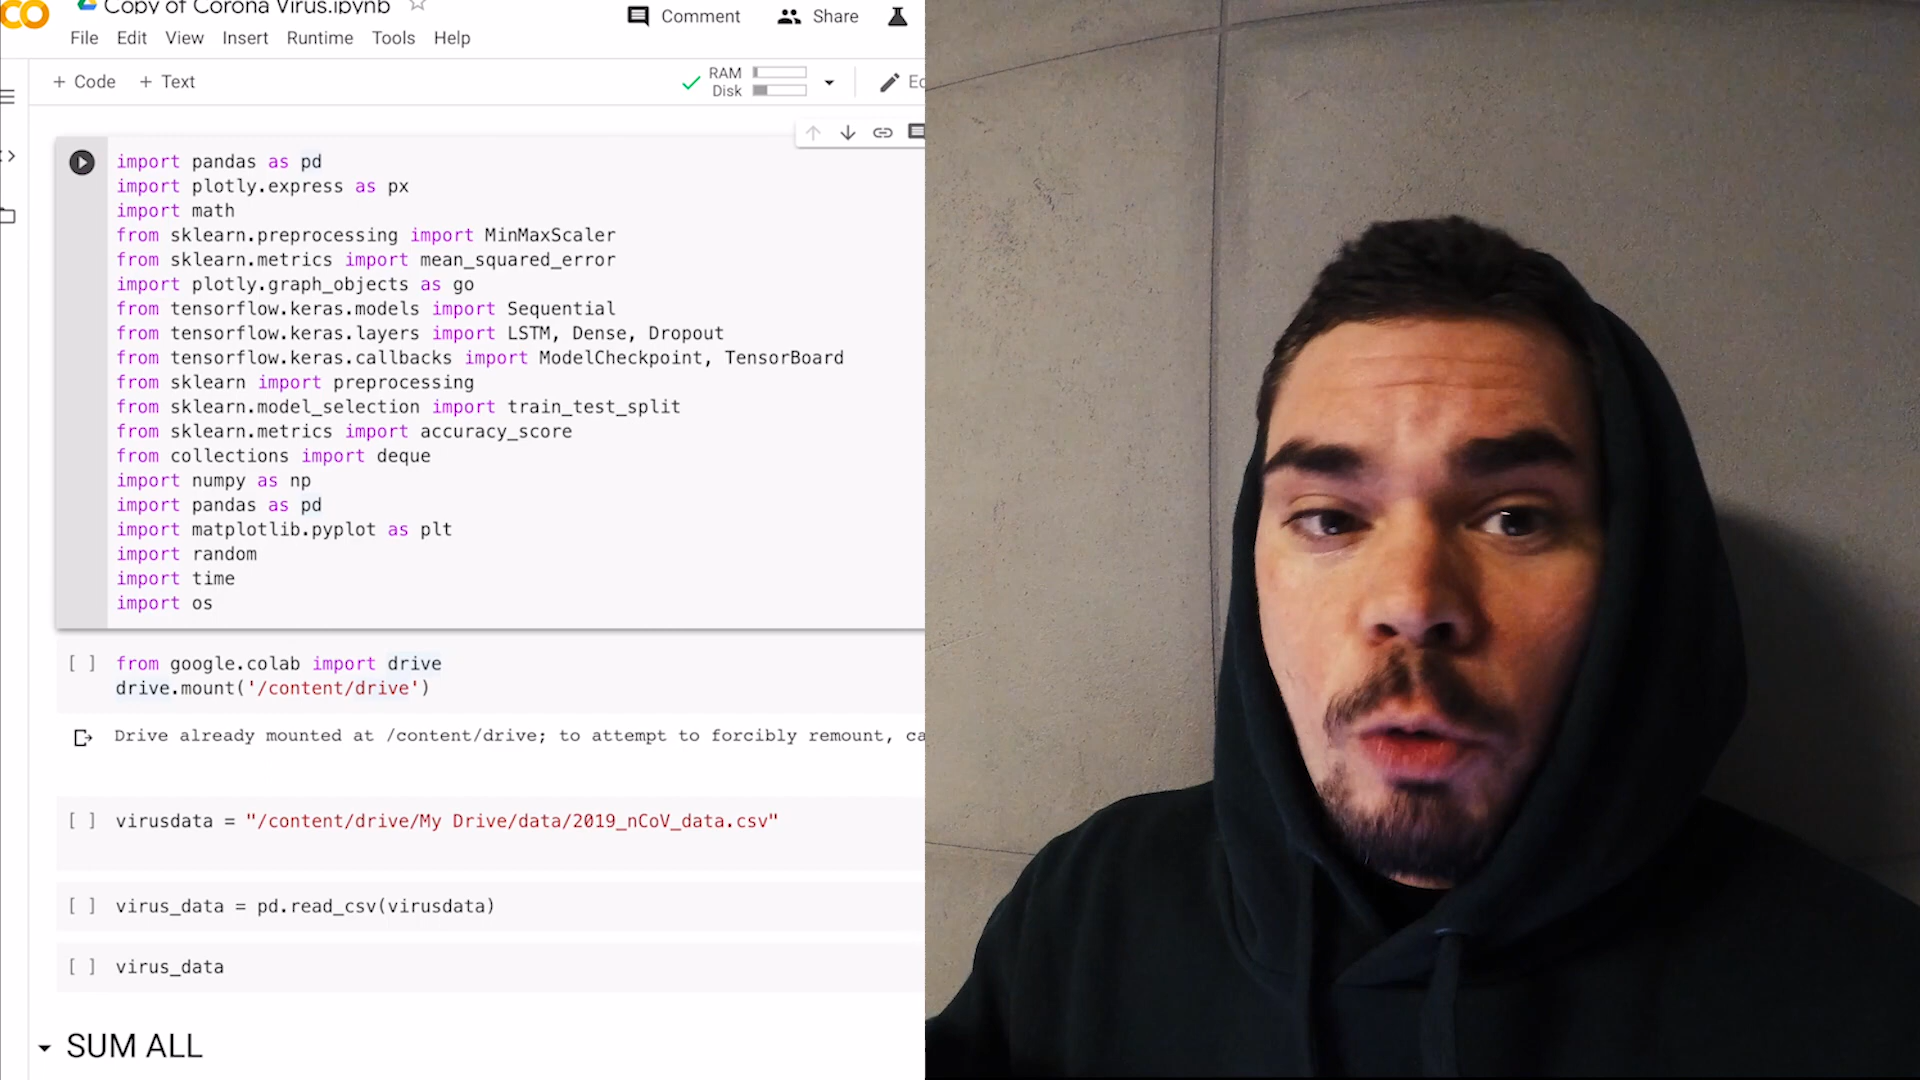 CO
Copy of Corona Virus.ipynb
Comment Share
File Edit View Insert Runtime Tools Help
+ Code + Text
RAM
Disk
import pandas as pd
import plotly.express as px
import math
from sklearn.preprocessing import MinMaxScaler
from sklearn.metrics import mean_squared_error
import plotly.graph_objects as go
from tensorflow.keras.models import Sequential
from tensorflow.keras.layers import LSTM, Dense, Dropout
from tensorflow.keras.callbacks import ModelCheckpoint, TensorBoard
from sklearn import preprocessing
from sklearn.model_selection import train_test_split
from sklearn.metrics import accuracy_score
from collections import deque
import numpy as np
import pandas as pd
import matplotlib.pyplot as plt
import random
import time
import os
[ ] from google.colab import drive
drive.mount('/content/drive')
Drive already mounted at /content/drive; to attempt to forcibly remount, ca
[ ] virusdata = "/content/drive/My Drive/data/2019_nCoV_data.csv"
[ ] virus_data = pd.read_csv(virusdata)
[ ] virus_data
SUM ALL